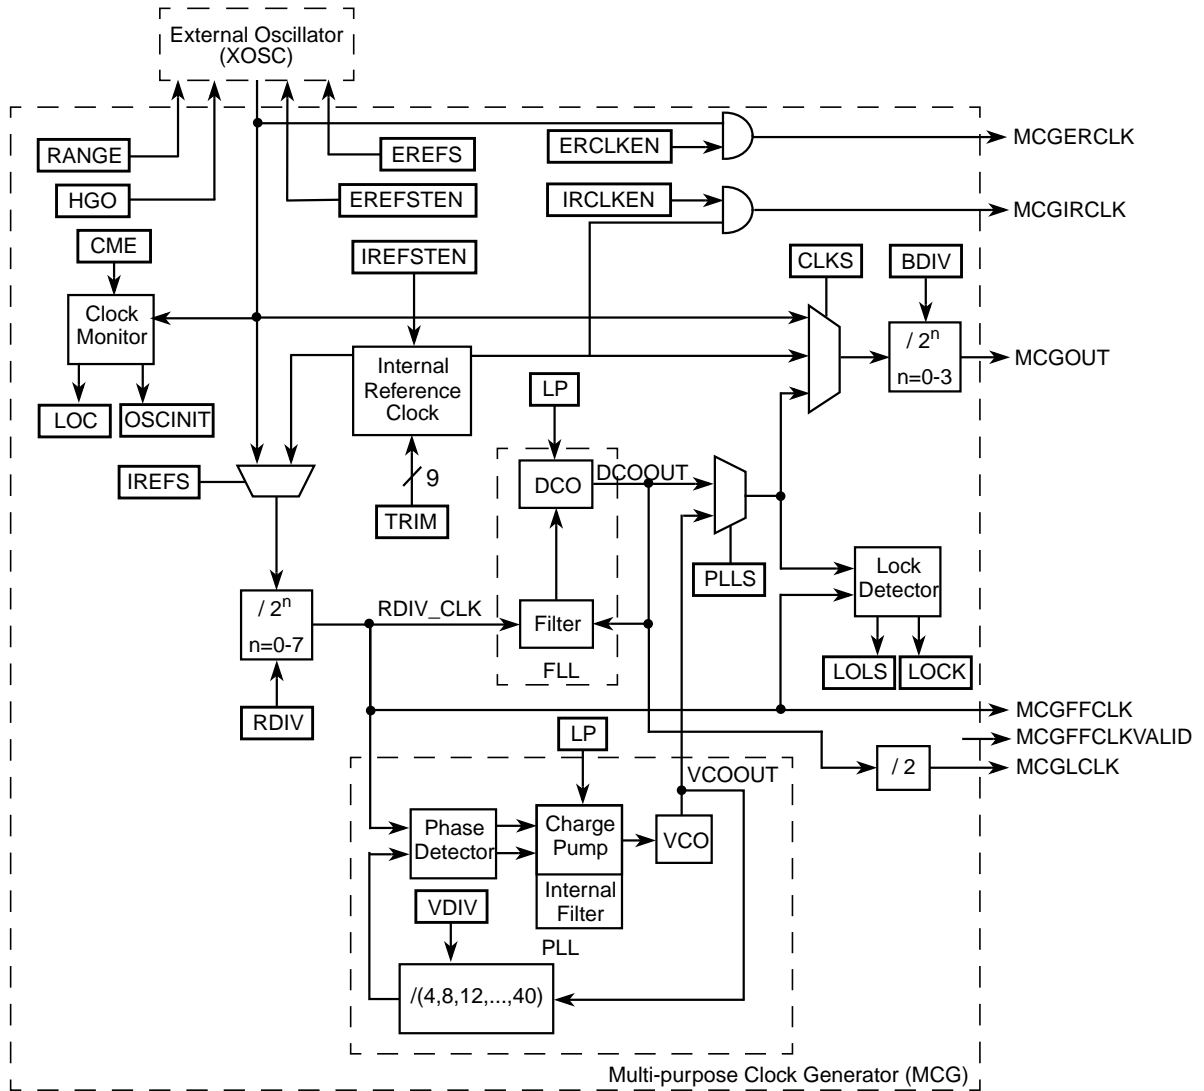 External Oscillator
(XOSC)
RANGE
EREFS
ERCLKEN
MCGERCLK
HGO
EREFSTEN
IRCLKEN
MCGIRCLK
CME
IREFSTEN
CLKS
BDIV
Clock
Monitor
Internal
Reference
Clock
/ 2n
n=0-3
MCGOUT
LOC
OSCINIT
LP
IREFS
9
TRIM
DCO
DCOOUT
PLLS
Lock
Detector
/ 2n
n=0-7
RDIV_CLK
Filter
FLL
LOLS
LOCK
RDIV
LP
MCGFFCLK
MCGFFCLKVALID
MCGLCLK
/ 2
VCOOUT
Phase
Detector
Charge
Pump
VCO
Internal
Filter
VDIV
PLL
/(4,8,12,...,40)
Multi-purpose Clock Generator (MCG)